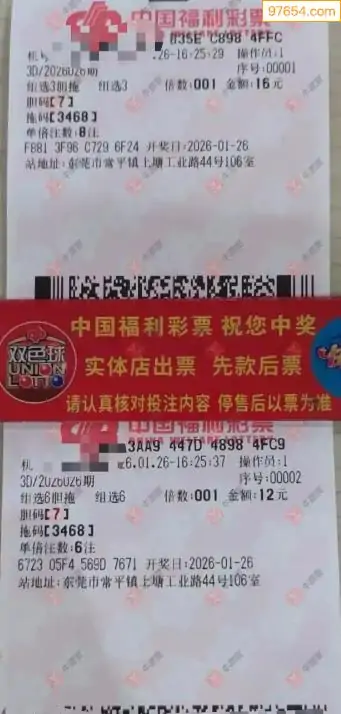 97654.com
中国福利彩票
835E C898 4FFC
机
.26-16:25:29 操作员:1
3D/2026026期 序号:00001
组选3胆拖 组选3 倍数:001 金额:16元
胆码[7]
拖码[3468]
单倍注数:8注
F881 3F96 C729 6F24 开奖日:2026-01-26
站地址:东莞市常平镇上塘工业路44号106室
中国福利彩票 祝您中奖
双色球
UNION
LOTTO
实体店出票 先款后票
请认真核对投注内容 停售后以票为准
中国福利彩票
3AA9 447D 4898 4FC9
机
6.01.26-16:25:37 操作员:1
3D/2026026期 序号:00002
组选6胆拖 组选6 倍数:001 金额:12元
胆码[7]
拖码[3468]
单倍注数:6注
6723 05F4 569D 7671 开奖日:2026-01-26
站地址:东莞市常平镇上塘工业路44号106室